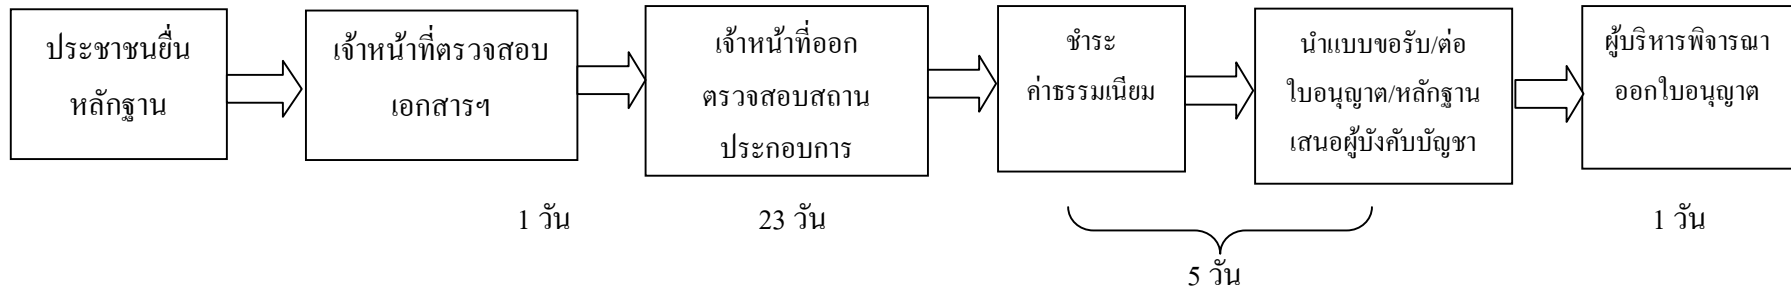 ประชาชนยื่น
หลักฐาน
เจ้าหน้าที่ตรวจสอบ
เอกสารฯ
เจ้าหน้าที่ออก
ตรวจสอบสถาน
ประกอบการ
ชำระ
ค่าธรรมเนียม
นำแบบขอรับ/ต่อ
ใบอนุญาต/หลักฐาน
เสนอผู้บังคับบัญชา
ผู้บริหารพิจารณา
ออกใบอนุญาต
1 วัน
23 วัน
5 วัน
1 วัน